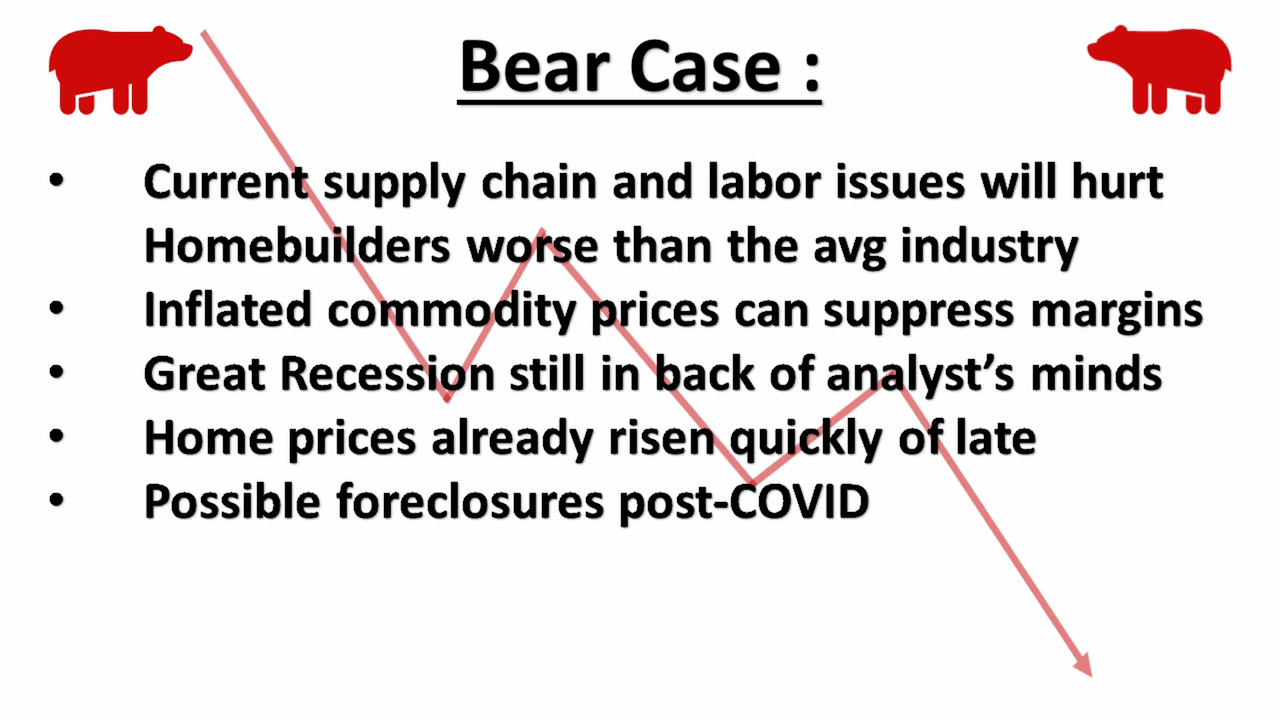 Bear Case :
• Current supply chain and labor issues will hurt
Homebuilders worse than the avg industry
• Inflated commodity prices can suppress margins
• Great Recession still in back of analyst’s minds
• Home prices already risen quickly of late
• Possible foreclosures post-COVID